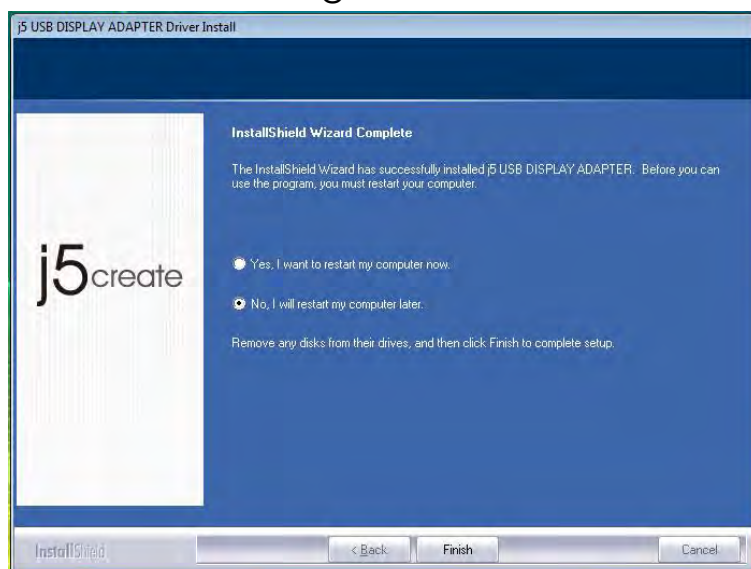 j5 USB DISPLAY ADAPTER Driver Install
InstallShield Wizard Complete
The InstallShield Wizard has successfully installed j5 USB DISPLAY ADAPTER. Before you can
use the program, you must restart your computer.
j5create
Yes, I want to restart my computer now.
No, I will restart my computer later.
Remove any disks from their drives, and then click Finish to complete setup.
InstallShield
< Back
Finish
Cancel